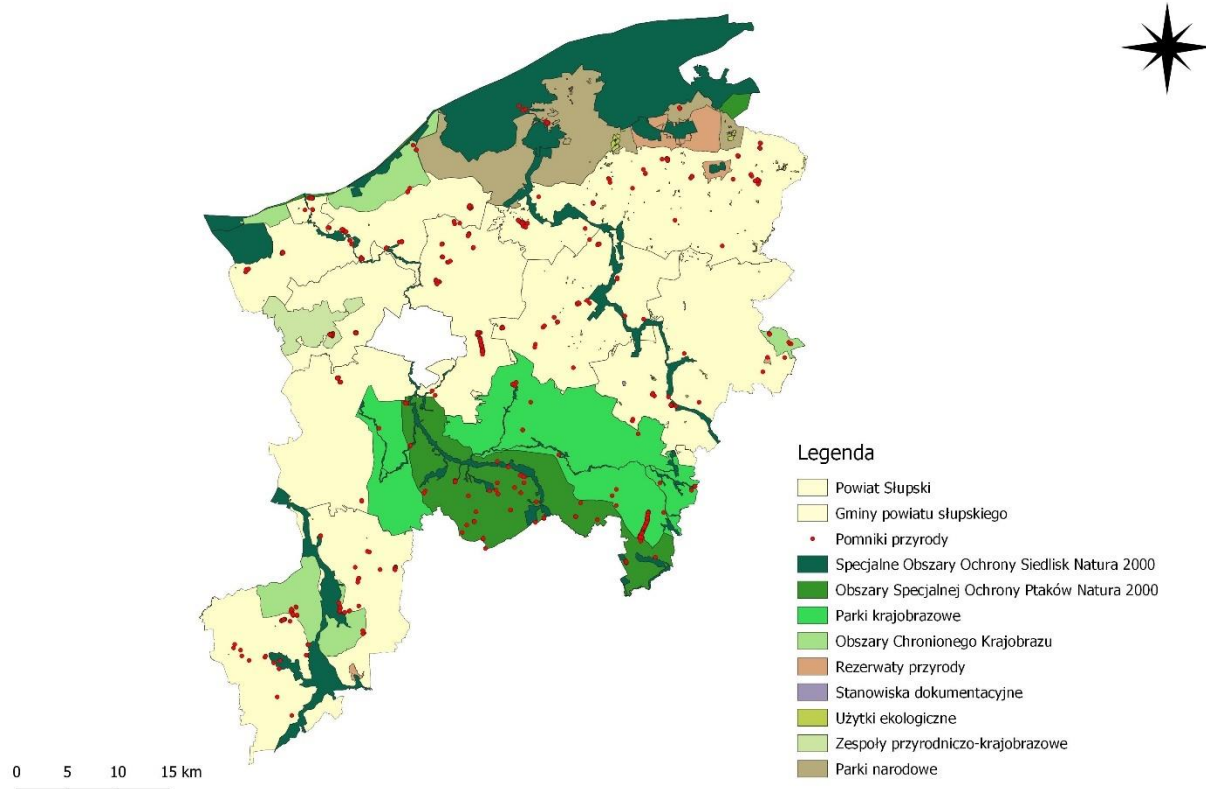 Legenda
Powiat Słupski
Gminy powiatu słupskiego
Pomniki przyrody
Specjalne Obszary Ochrony Siedlisk Natura 2000
Obszary Specjalnej Ochrony Ptaków Natura 2000
Parki krajobrazowe
Obszary Chronionego Krajobrazu
Rezerwaty przyrody
Stanowiska dokumentacyjne
Użytki ekologiczne
Zespoły przyrodniczo-krajobrazowe
Parki narodowe
0 5 10 15 km